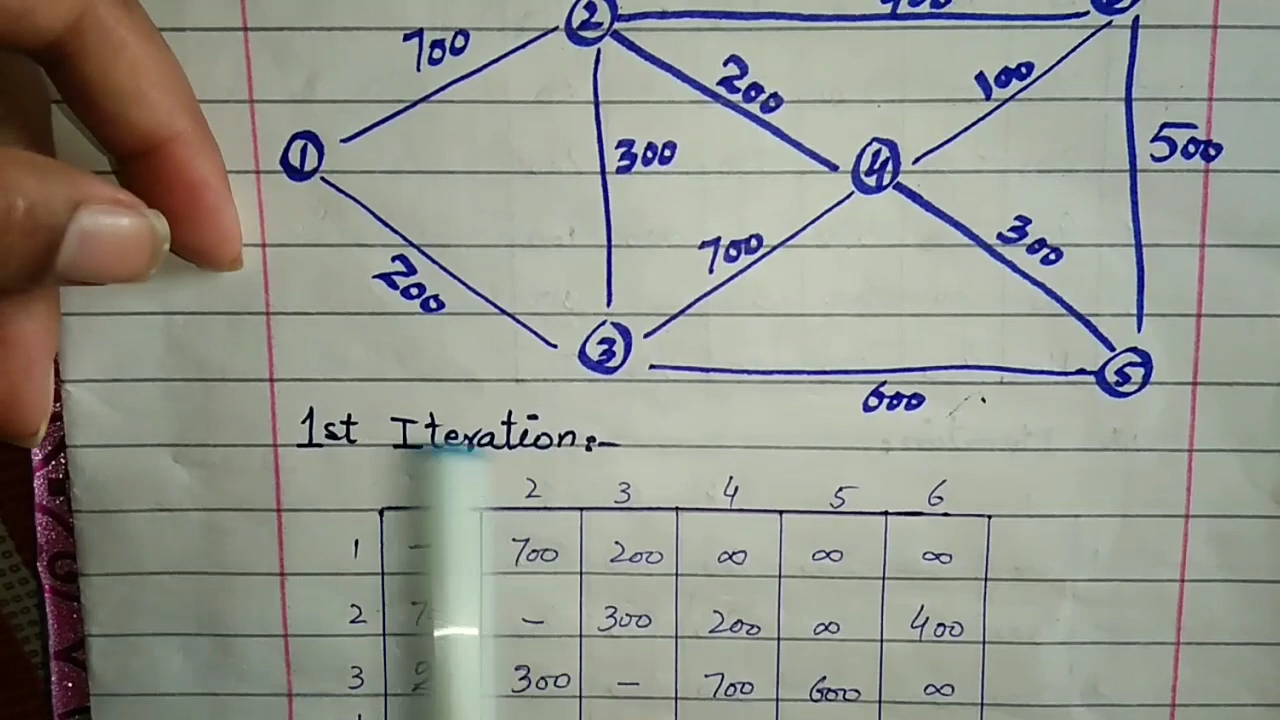 2
700
200
100
1
300
500
4
700
300
200
3
5
600
1st Iteration:-
2 3 4 5 6
1 - 700 200 ∞ ∞ ∞
2 - 300 200 ∞ 400
3 300 - 700 600 ∞